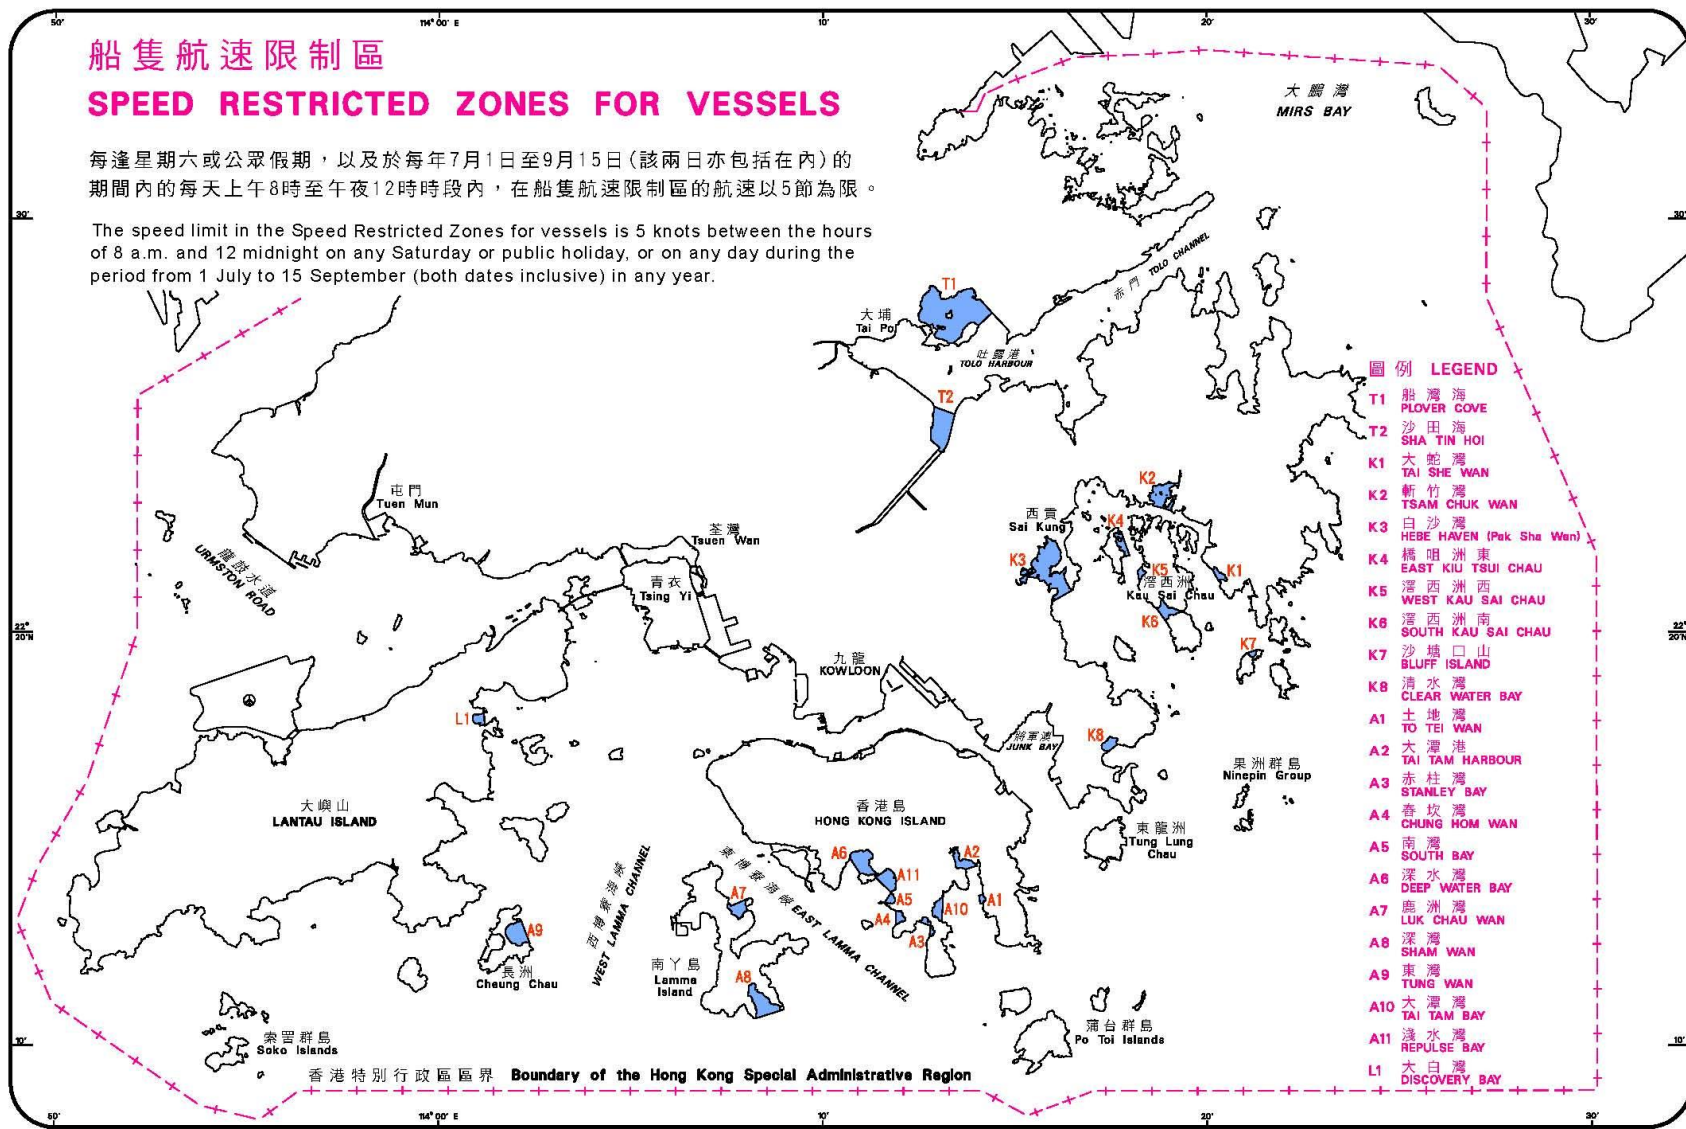 50'
114° 00' E
10'
20'
30'
船隻航速限制區
SPEED RESTRICTED ZONES FOR VESSELS
每逢星期六或公眾假期，以及於每年7月1日至9月15日(該兩日亦包括在內)的
期間內的每天上午8時至午夜12時時段內，在船隻航速限制區的航速以5節為限。
The speed limit in the Speed Restricted Zones for vessels is 5 knots between the hours
of 8 a.m. and 12 midnight on any Saturday or public holiday, or on any day during the
period from 1 July to 15 September (both dates inclusive) in any year.
大鵬灣
MIRS BAY
30'
30'
赤門 TOLO CHANNEL
T1
大埔
Tai Po
吐露港
TOLO HARBOUR
T2
屯門
Tuen Mun
龍鼓水道
URMSTON ROAD
荃灣
Tsuen Wan
青衣
Tsing Yi
西貢
Sai Kung
K2
K4
K3
K5
K1
滘西洲
Kau Sai Chau
K6
K7
22°
20'N
22°
20'N
九龍
KOWLOON
L1
將軍澳
JUNK BAY
K8
果洲群島
Ninepin Group
大嶼山
LANTAU ISLAND
香港島
HONG KONG ISLAND
東龍洲
Tung Lung
Chau
A6
A2
A11
A5
A1
A4
A10
A3
A7
A9
A8
西博寮海峽
WEST LAMMA CHANNEL
東博寮海峽 EAST LAMMA CHANNEL
長洲
Cheung Chau
南丫島
Lamma
Island
索罟群島
Soko Islands
蒲台群島
Po Toi Islands
10'
10'
香港特別行政區區界 Boundary of the Hong Kong Special Administrative Region
圖例 LEGEND
T1 船灣海
PLOVER COVE
T2 沙田海
SHA TIN HOI
K1 大蛇灣
TAI SHE WAN
K2 斬竹灣
TSAM CHUK WAN
K3 白沙灣
HEBE HAVEN (Pak Sha Wan)
K4 橋咀洲東
EAST KIU TSUI CHAU
K5 滘西洲西
WEST KAU SAI CHAU
K6 滘西洲南
SOUTH KAU SAI CHAU
K7 沙塘口山
BLUFF ISLAND
K8 清水灣
CLEAR WATER BAY
A1 土地灣
TO TEI WAN
A2 大潭港
TAI TAM HARBOUR
A3 赤柱灣
STANLEY BAY
A4 舂坎灣
CHUNG HOM WAN
A5 南灣
SOUTH BAY
A6 深水灣
DEEP WATER BAY
A7 鹿洲灣
LUK CHAU WAN
A8 深灣
SHAM WAN
A9 東灣
TUNG WAN
A10 大潭灣
TAI TAM BAY
A11 淺水灣
REPULSE BAY
L1 大白灣
DISCOVERY BAY
50'
114° 00' E
10'
20'
30'